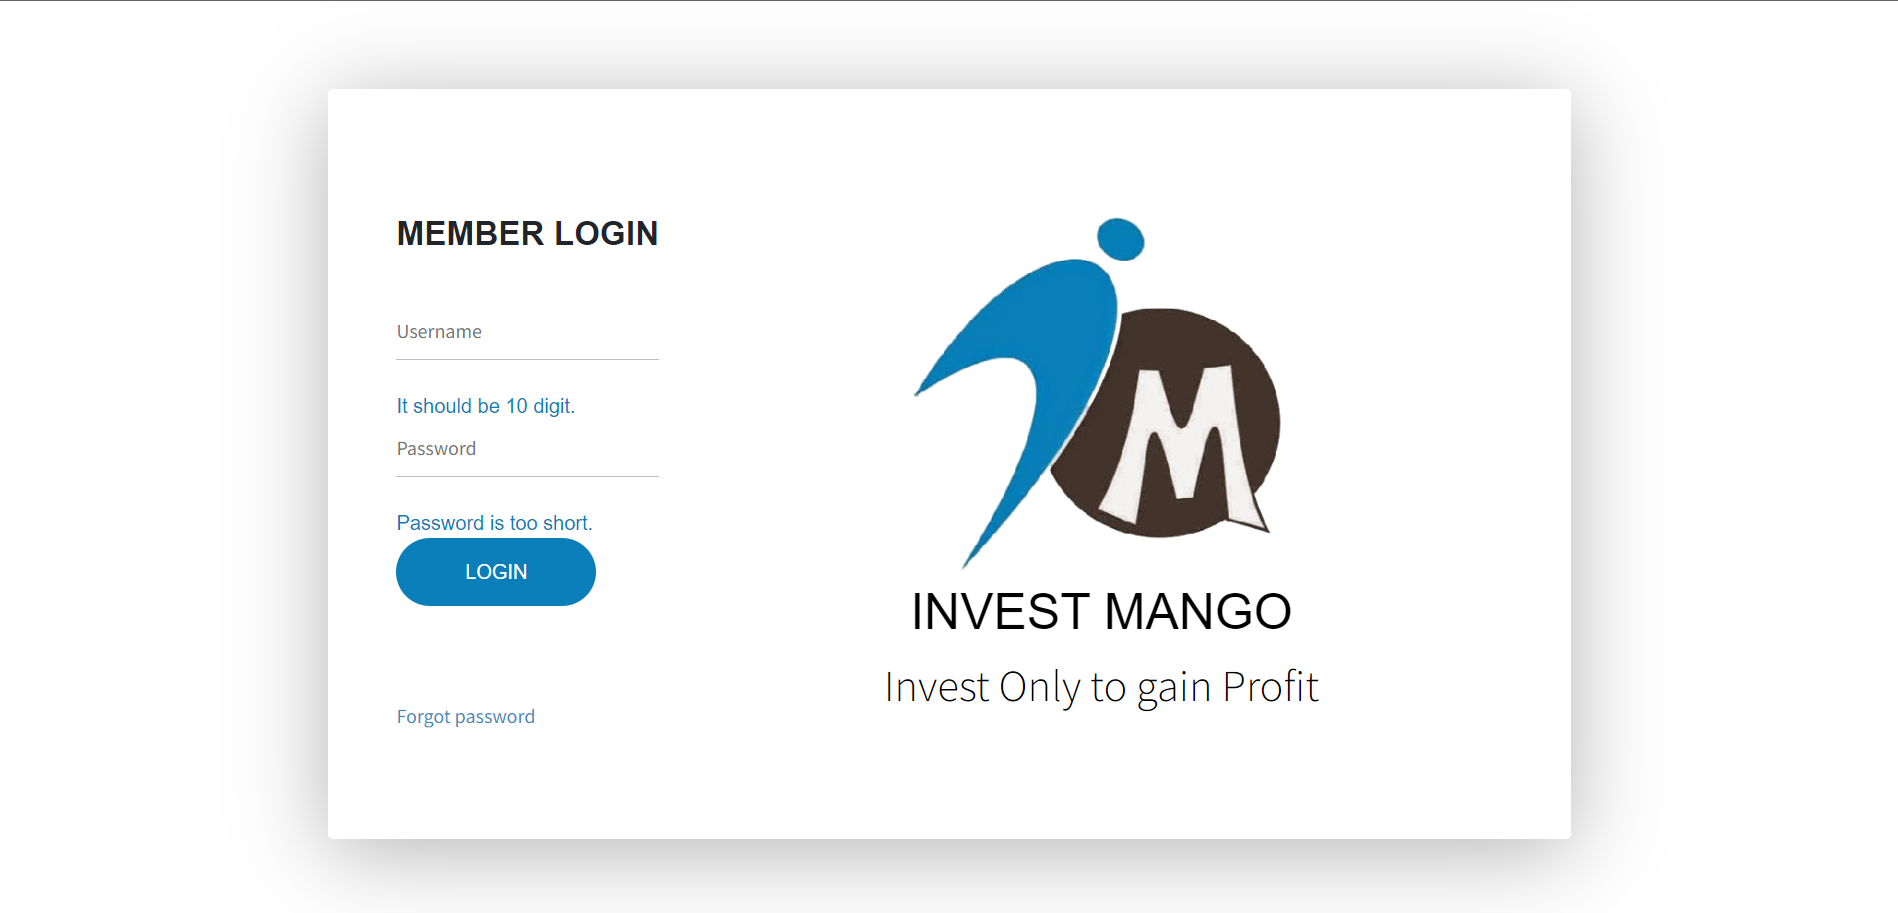 MEMBER LOGIN
Username
It should be 10 digit.
Password
Password is too short.
LOGIN
Forgot password
M
INVEST MANGO
Invest Only to gain Profit